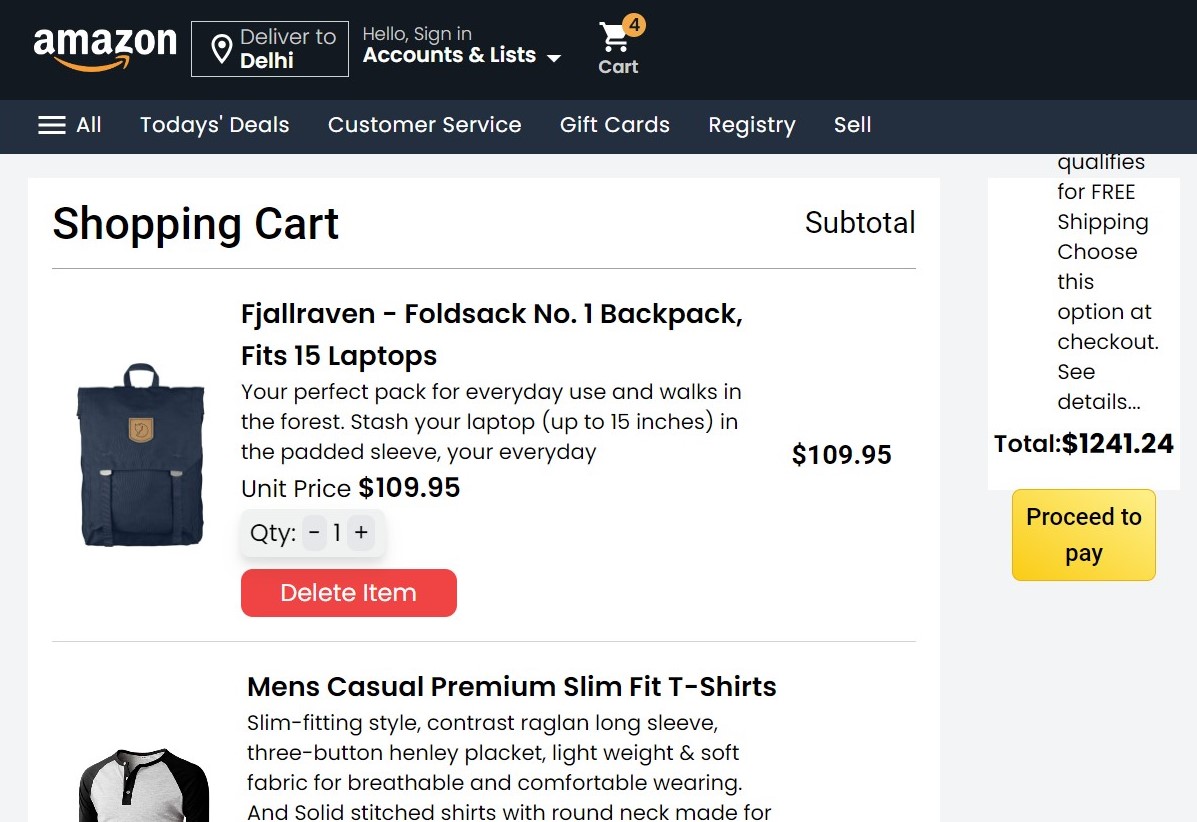 amazon
Deliver to
Delhi
Hello, Sign in
Accounts & Lists
4
Cart
All
Todays' Deals
Customer Service
Gift Cards
Registry
Sell
Shopping Cart
Subtotal
Fjallraven - Foldsack No. 1 Backpack,
Fits 15 Laptops
Your perfect pack for everyday use and walks in
the forest. Stash your laptop (up to 15 inches) in
the padded sleeve, your everyday
Unit Price $109.95
Qty: - 1 +
Delete Item
$109.95
Mens Casual Premium Slim Fit T-Shirts
Slim-fitting style, contrast raglan long sleeve,
three-button henley placket, light weight & soft
fabric for breathable and comfortable wearing.
And Solid stitched shirts with round neck made for
qualifies
for FREE
Shipping
Choose
this
option at
checkout.
See
details...
Total:$1241.24
Proceed to
pay